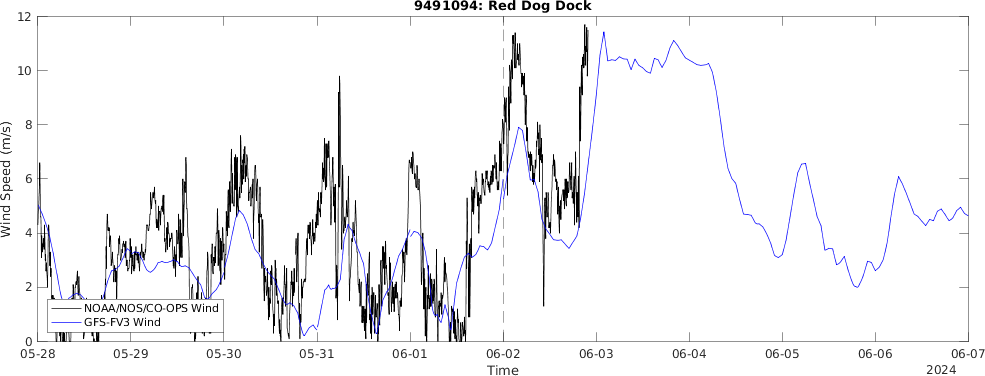 9491094: Red Dog Dock
Wind Speed (m/s)
12
10
8
6
4
2
0
NOAA/NOS/CO-OPS Wind
GFS-FV3 Wind
05-28 05-29 05-30 05-31 06-01 06-02 06-03 06-04 06-05 06-06 06-07
Time
2024